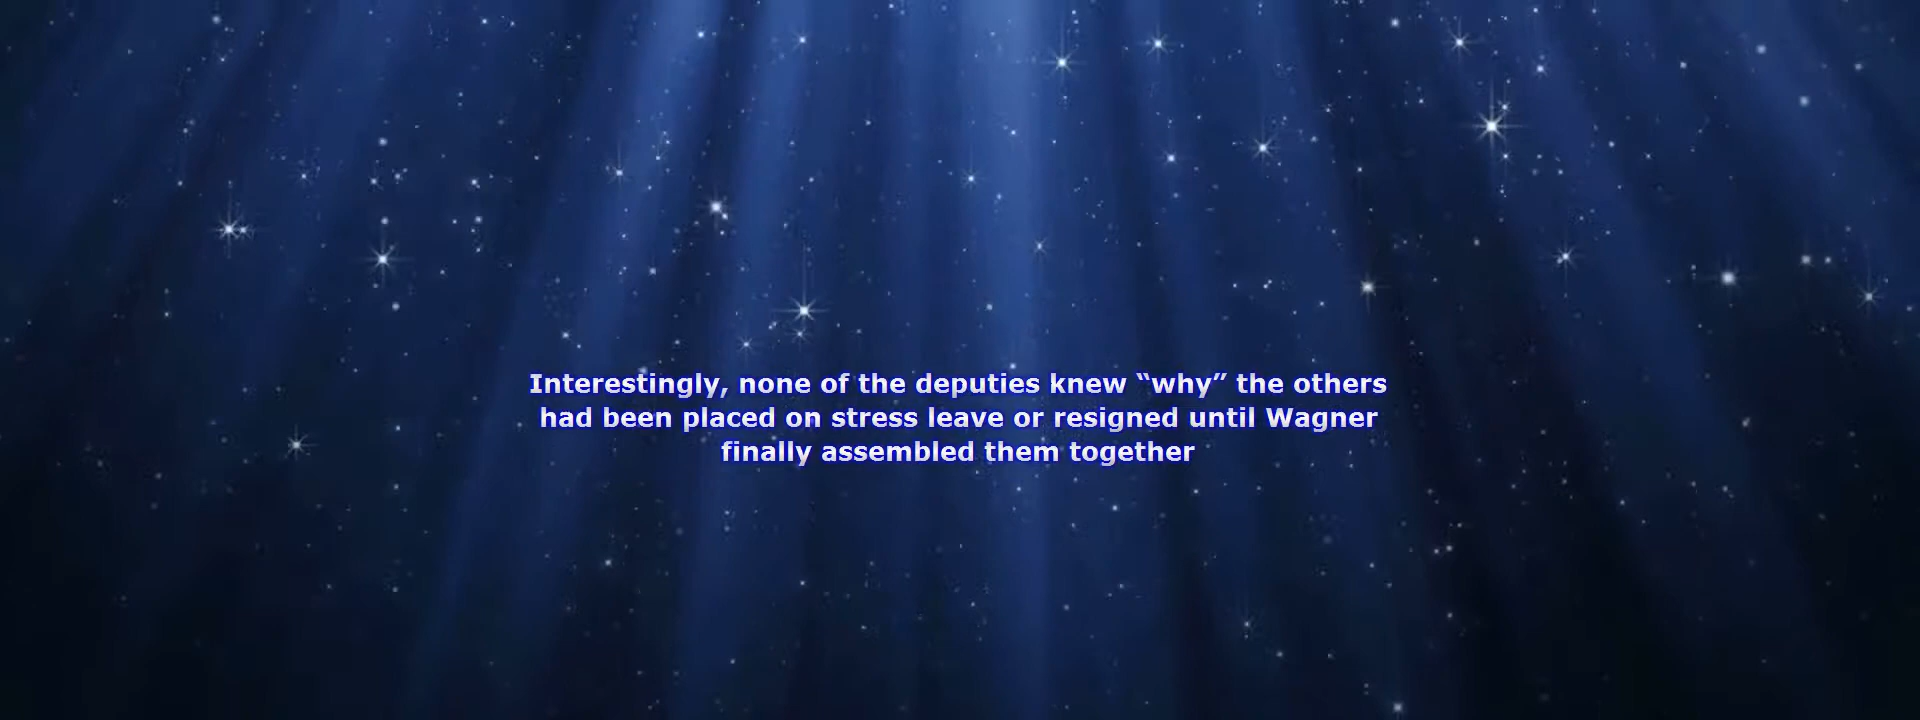 Interestingly, none of the deputies knew “why” the others
had been placed on stress leave or resigned until Wagner
finally assembled them together